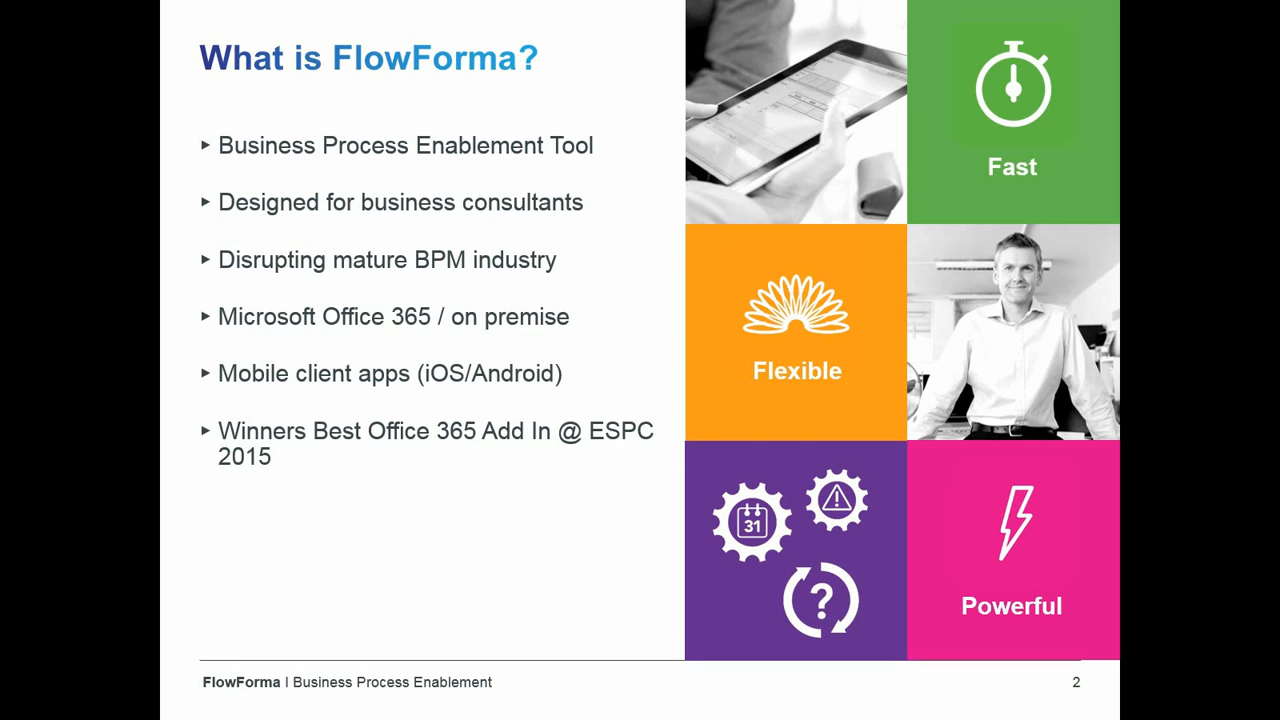 What is FlowForma?
‣ Business Process Enablement Tool
‣ Designed for business consultants
‣ Disrupting mature BPM industry
‣ Microsoft Office 365 / on premise
‣ Mobile client apps (iOS/Android)
‣ Winners Best Office 365 Add In @ ESPC
2015
Fast
Flexible
31
?
Powerful
FlowForma I Business Process Enablement
2